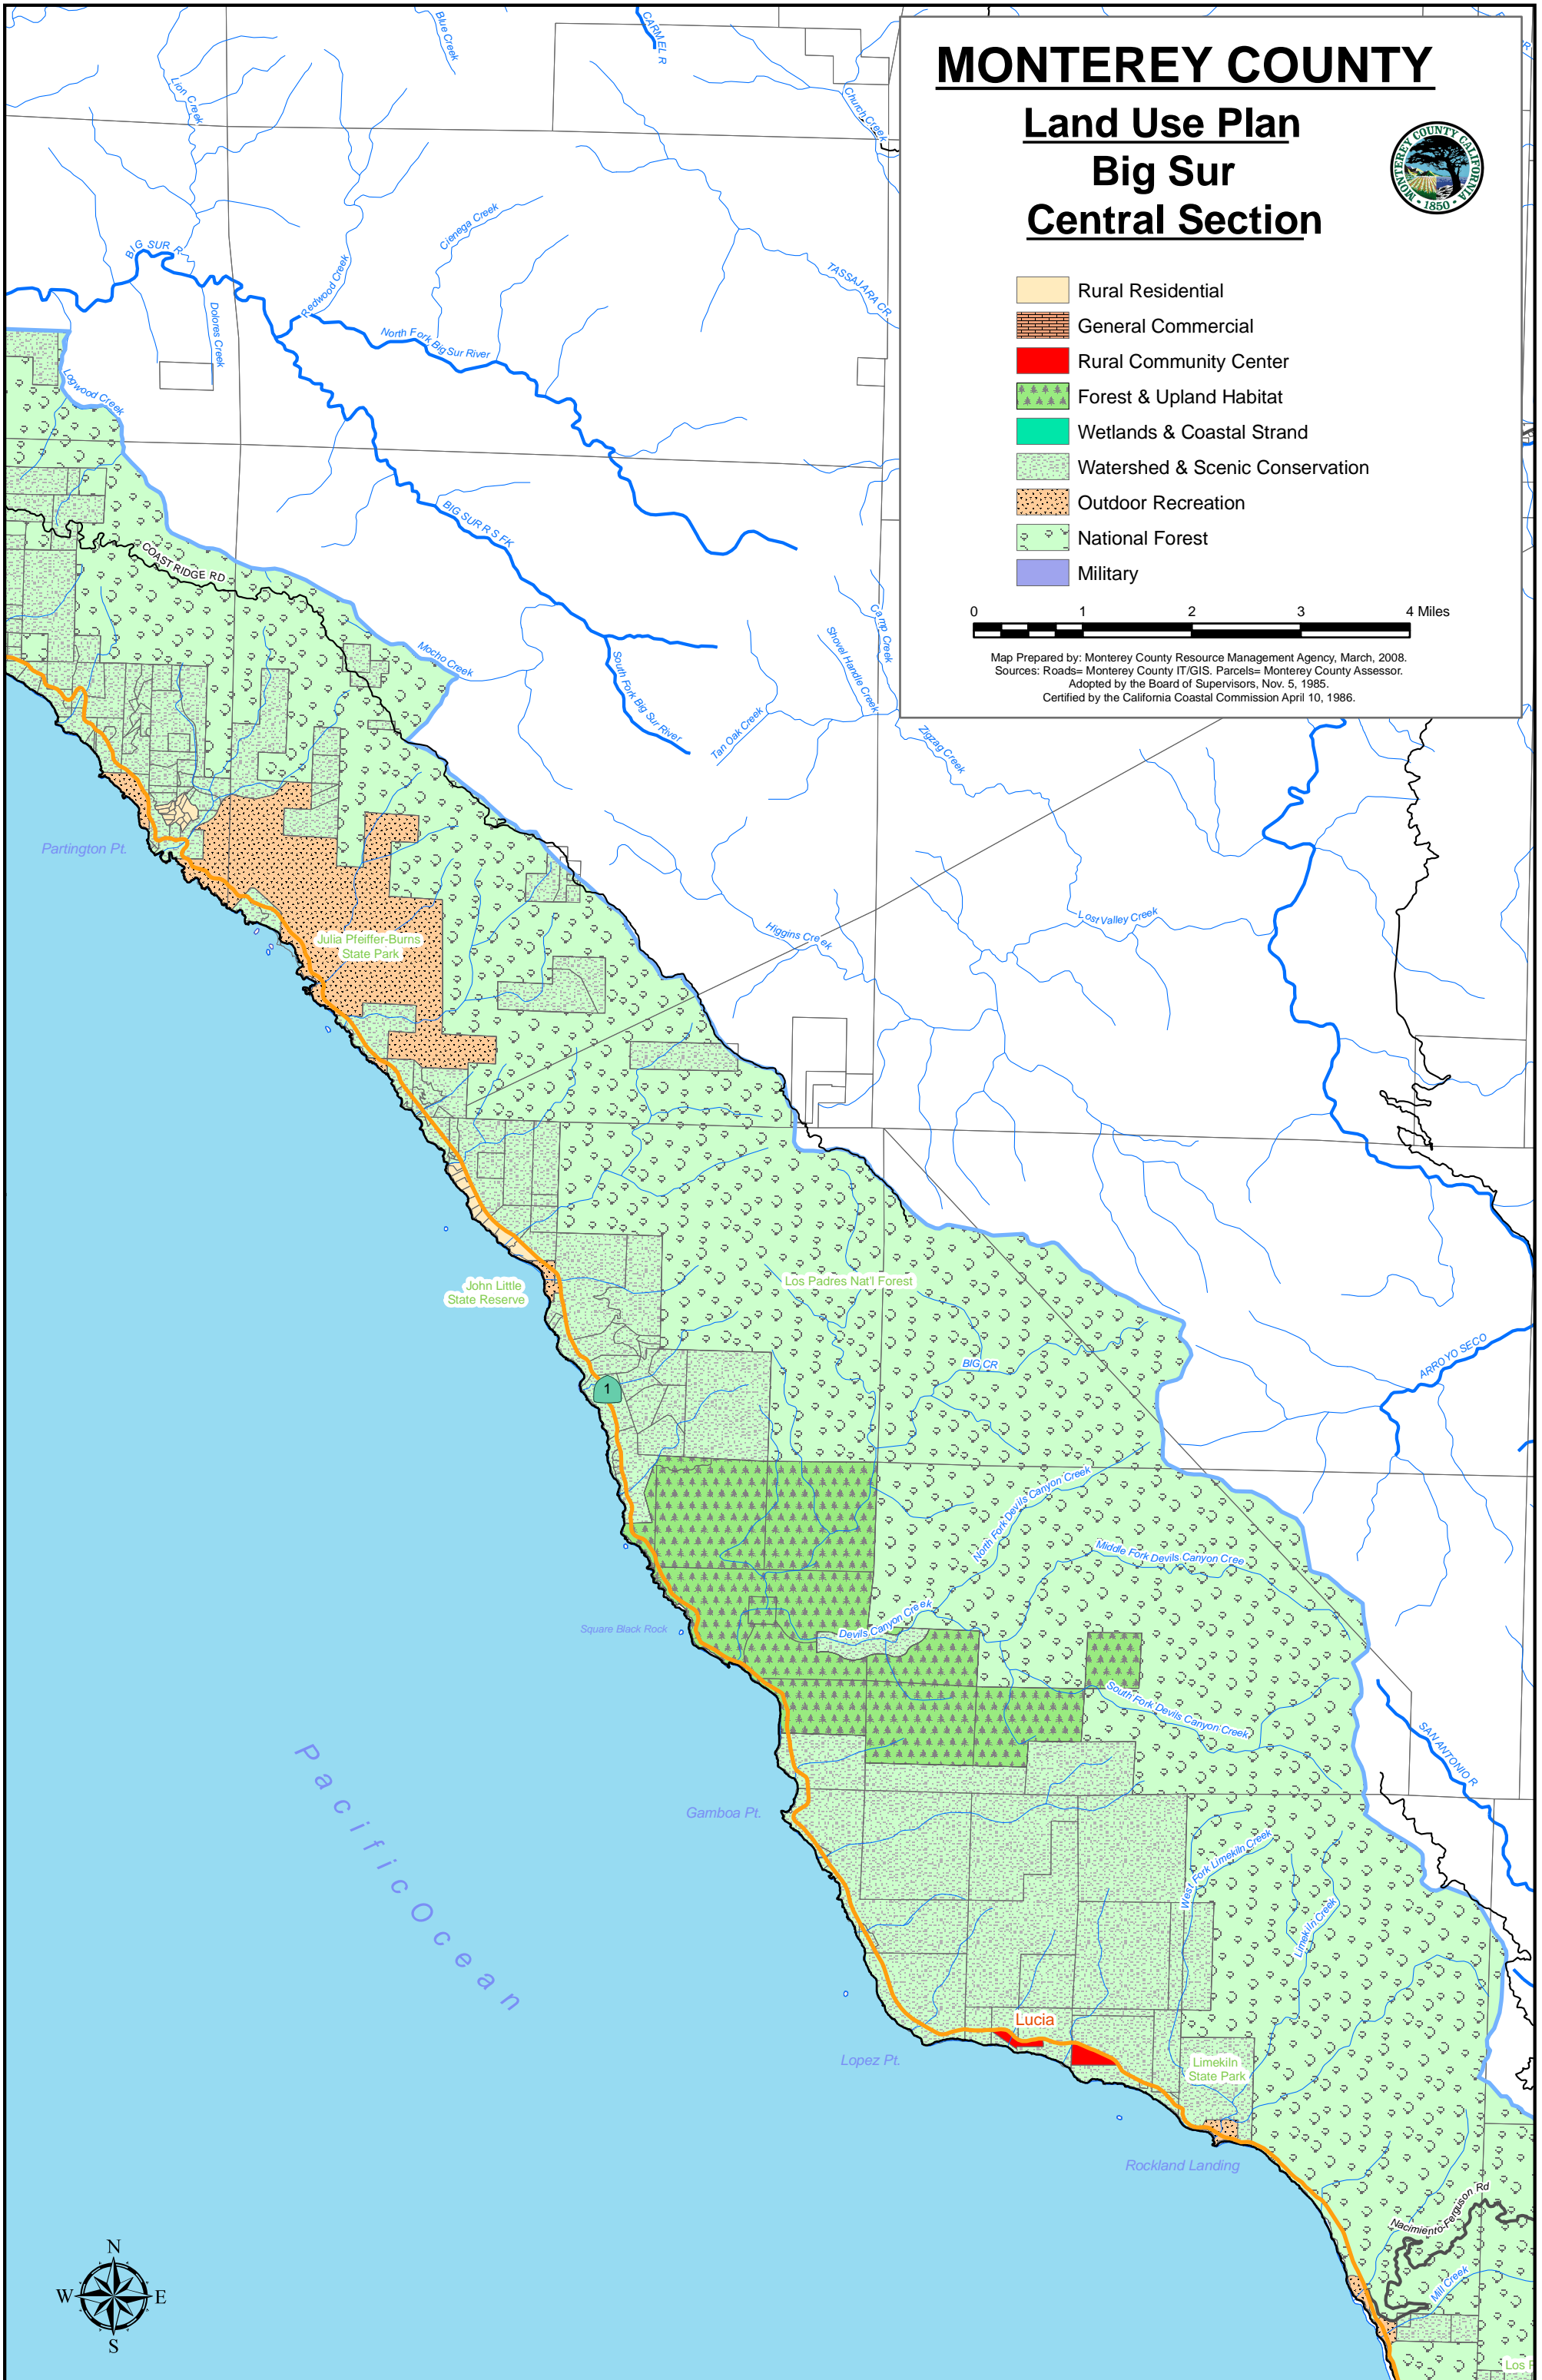 MONTEREY COUNTY
Land Use Plan
Big Sur
Central Section
MONTEREY COUNTY CALIFORNIA
• 1850 •
Rural Residential
General Commercial
Rural Community Center
Forest & Upland Habitat
Wetlands & Coastal Strand
Watershed & Scenic Conservation
Outdoor Recreation
National Forest
Military
0 1 2 3 4 Miles
Map Prepared by: Monterey County Resource Management Agency, March, 2008.
Sources: Roads= Monterey County IT/GIS. Parcels= Monterey County Assessor.
Adopted by the Board of Supervisors, Nov. 5, 1985.
Certified by the California Coastal Commission April 10, 1986.
Blue Creek
CARMEL R
Lion Creek
Church Creek
Cienega Creek
BIG SUR R
Redwood Creek
TASSAJARA CR
Dolores Creek
North Fork Big Sur River
Logwood Creek
BIG SUR R S FK
COAST RIDGE RD
Camp Creek
Shovel Handle Creek
Mocho Creek
South Fork Big Sur River
Tan Oak Creek
Zigzag Creek
Partington Pt.
Lost Valley Creek
Higgins Creek
Julia Pfeiffer-Burns
State Park
John Little
State Reserve
Los Padres Nat'l Forest
BIG CR
ARROYO SECO
1
North Fork Devils Canyon Creek
Middle Fork Devils Canyon Cree
Devils Canyon Creek
Square Black Rock
South Fork Devils Canyon Creek
SAN ANTONIO R
Pacific Ocean
Gamboa Pt.
West Fork Limekiln Creek
Limekiln Creek
Lucia
Lopez Pt.
Limekiln
State Park
Rockland Landing
Nacimiento-Ferguson Rd
Mill Creek
N
W E
S
Los